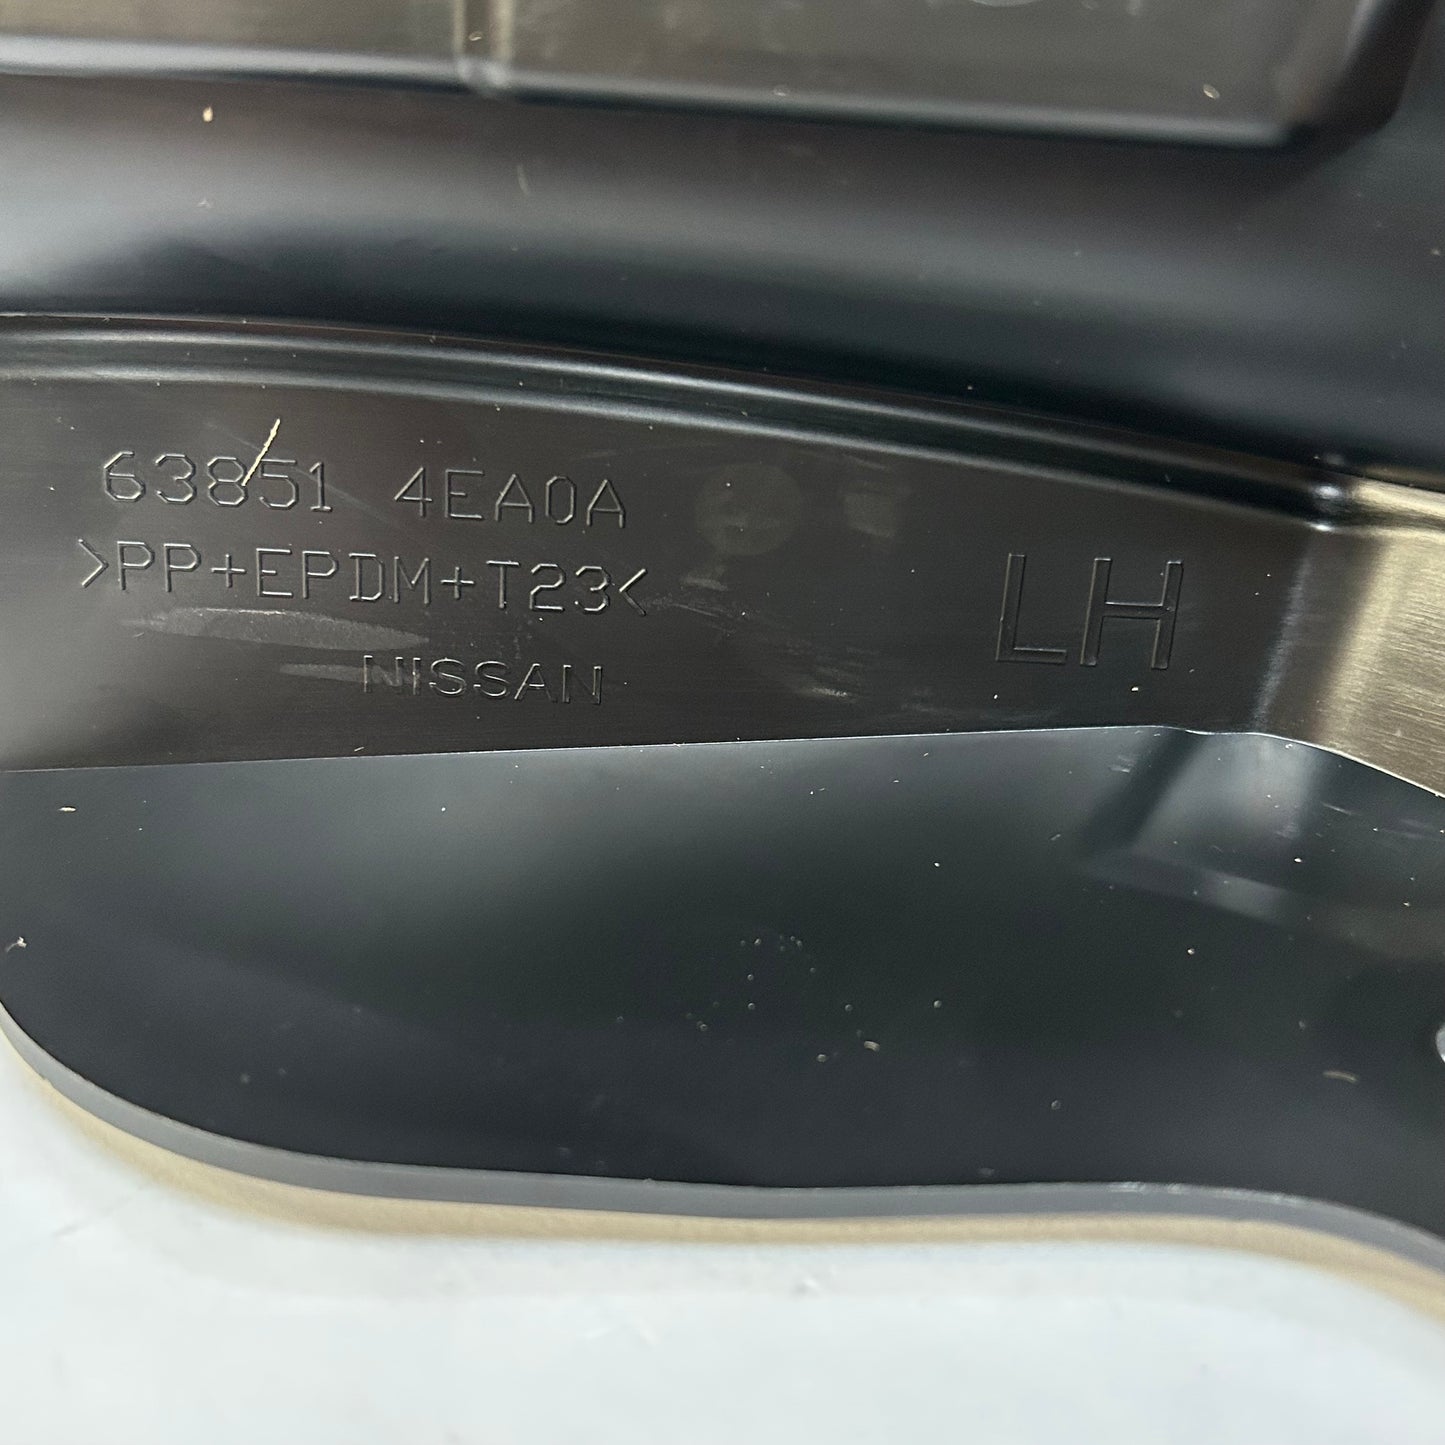 63851 4EA0A
>PP+EPDM+T23<
NISSAN
LH